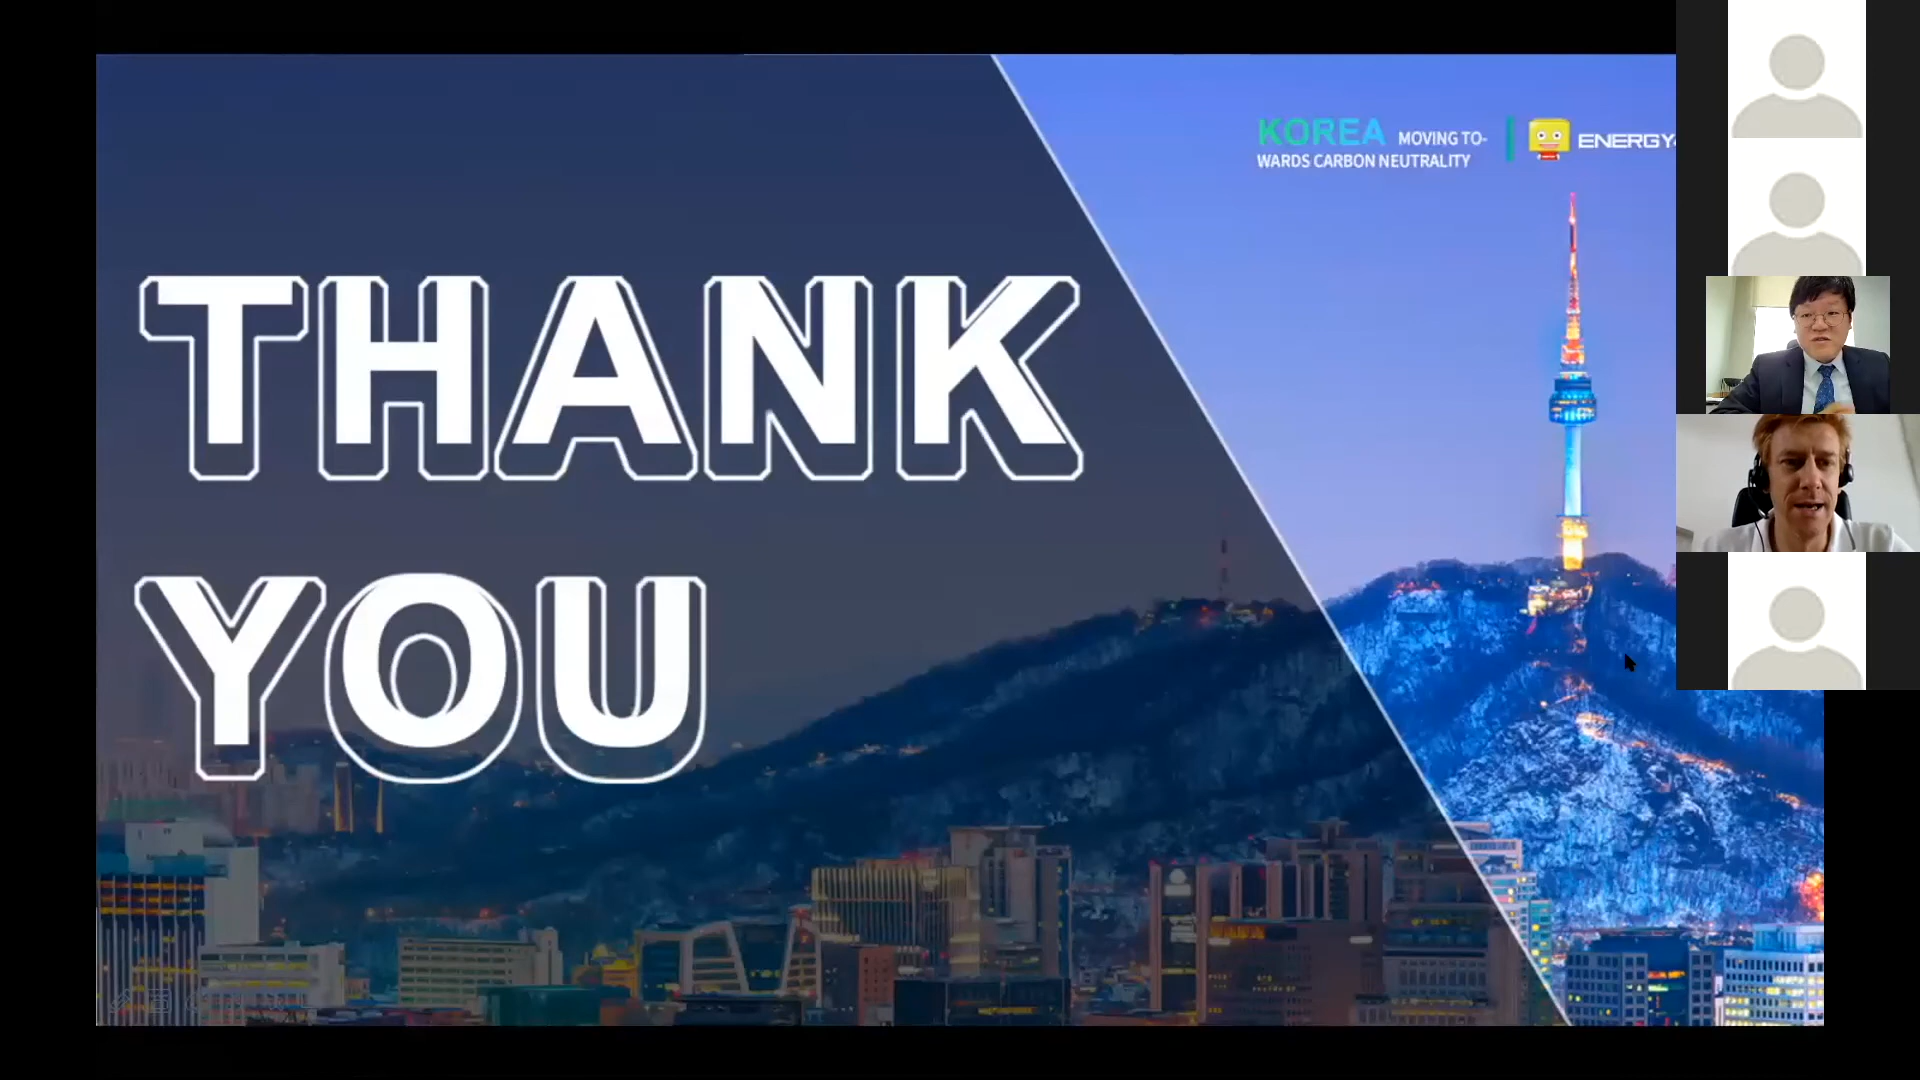 KOREA MOVING TO-
WARDS CARBON NEUTRALITY
ENERGY
THANK
YOU